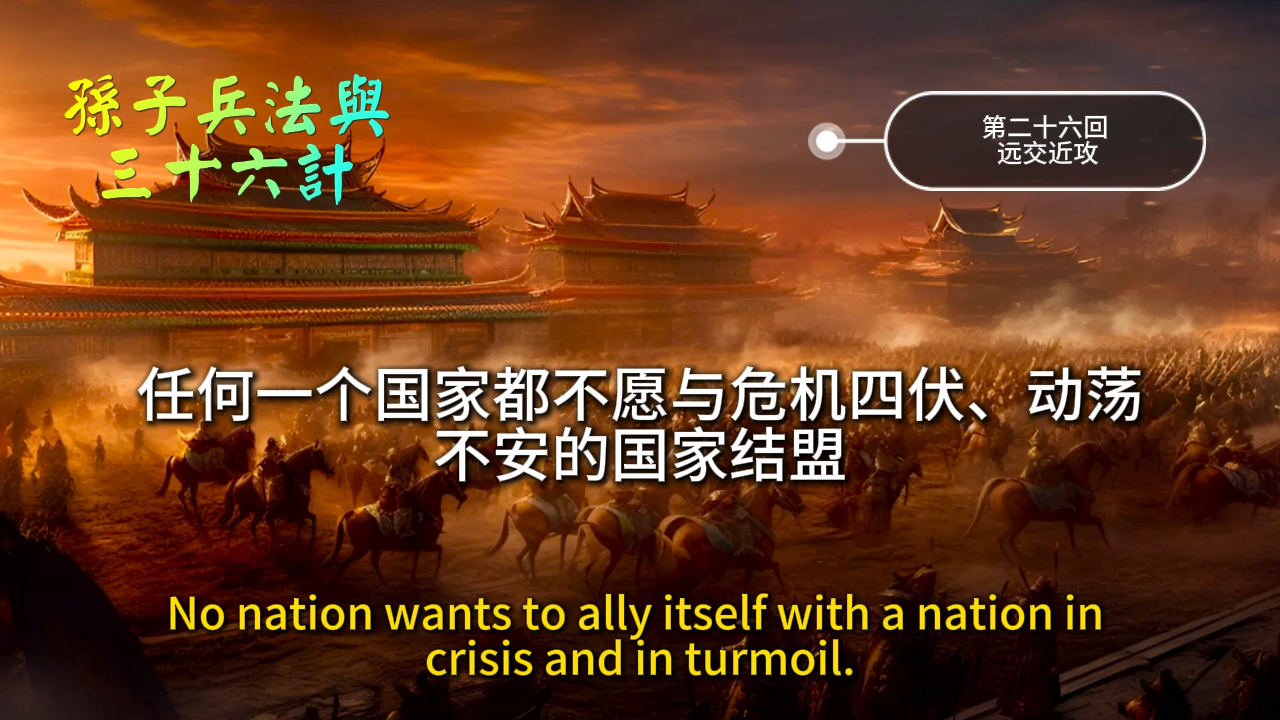 孫子兵法與
三十六計
第二十六回
远交近攻
任何一个国家都不愿与危机四伏、动荡
不安的国家结盟
No nation wants to ally itself with a nation in
crisis and in turmoil.